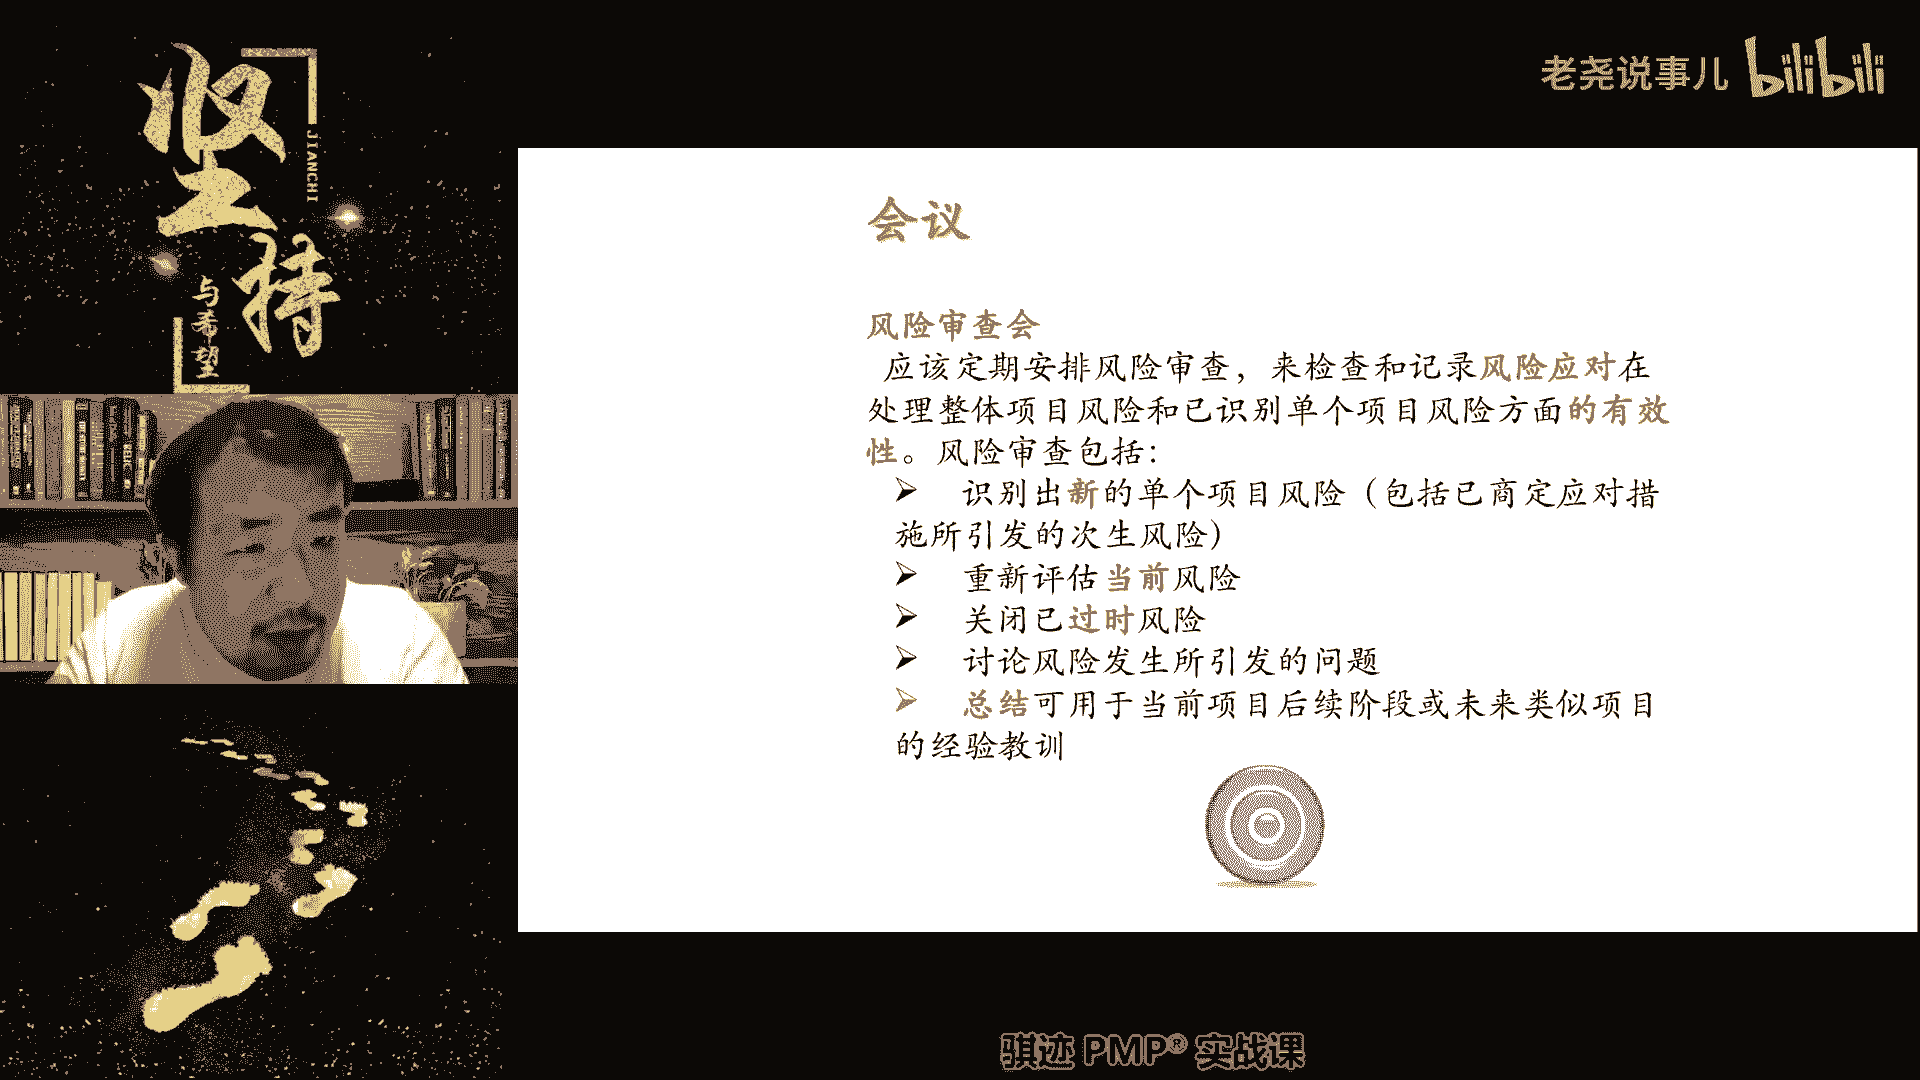 坚持
JIANCHI
与希望
老尧说事儿 bilibili
会议
风险审查会
应该定期安排风险审查，来检查和记录风险应对在
处理整体项目风险和已识别单个项目风险方面的有效
性。风险审查包括：
➢ 识别出新的单个项目风险（包括已商定应对措
施所引发的次生风险）
➢ 重新评估当前风险
➢ 关闭已过时风险
➢ 讨论风险发生所引发的问题
➢ 总结可用于当前项目后续阶段或未来类似项目
的经验教训
骐迹 PMP® 实战课